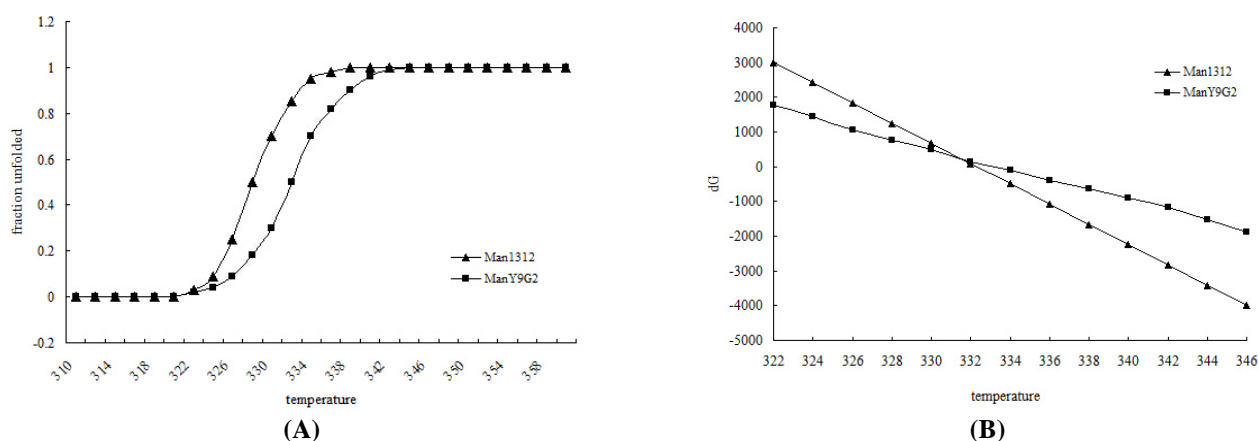 1.2
1
0.8
0.6
0.4
0.2
0
-0.2
fraction unfolded
310
314
318
322
326
330
334
338
342
346
350
354
358
temperature
Man1312
ManY9G2
(A)
4000
3000
2000
1000
0
-1000
-2000
-3000
-4000
-5000
dG
322 324 326 328 330 332 334 336 338 340 342 344 346
temperature
Man1312
ManY9G2
(B)